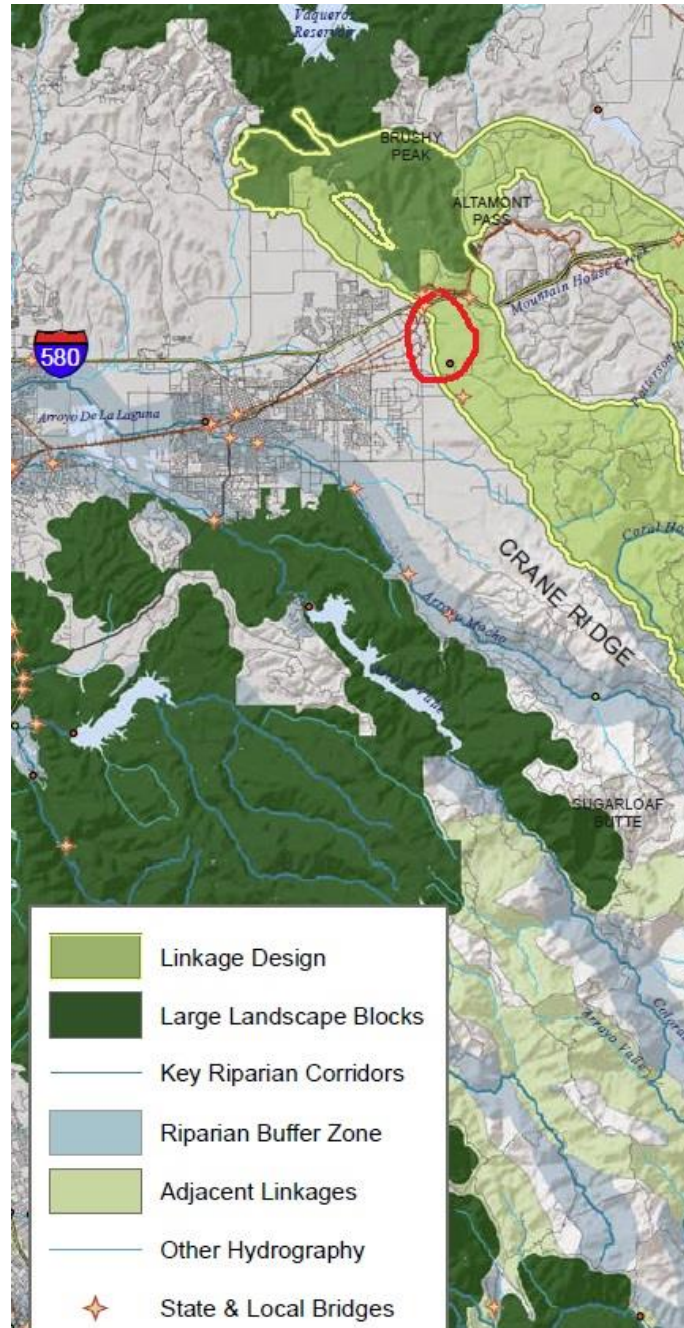 Vaqueros
Reservoir
BRUSHY
PEAK
ALTAMONT
PASS
Mountain House Creek
580
Arroyo De La Laguna
CRANE RIDGE
Arroyo Mocho
SUGARLOAF
BUTTE
Arroyo Valle
Linkage Design
Large Landscape Blocks
Key Riparian Corridors
Riparian Buffer Zone
Adjacent Linkages
Other Hydrography
State & Local Bridges